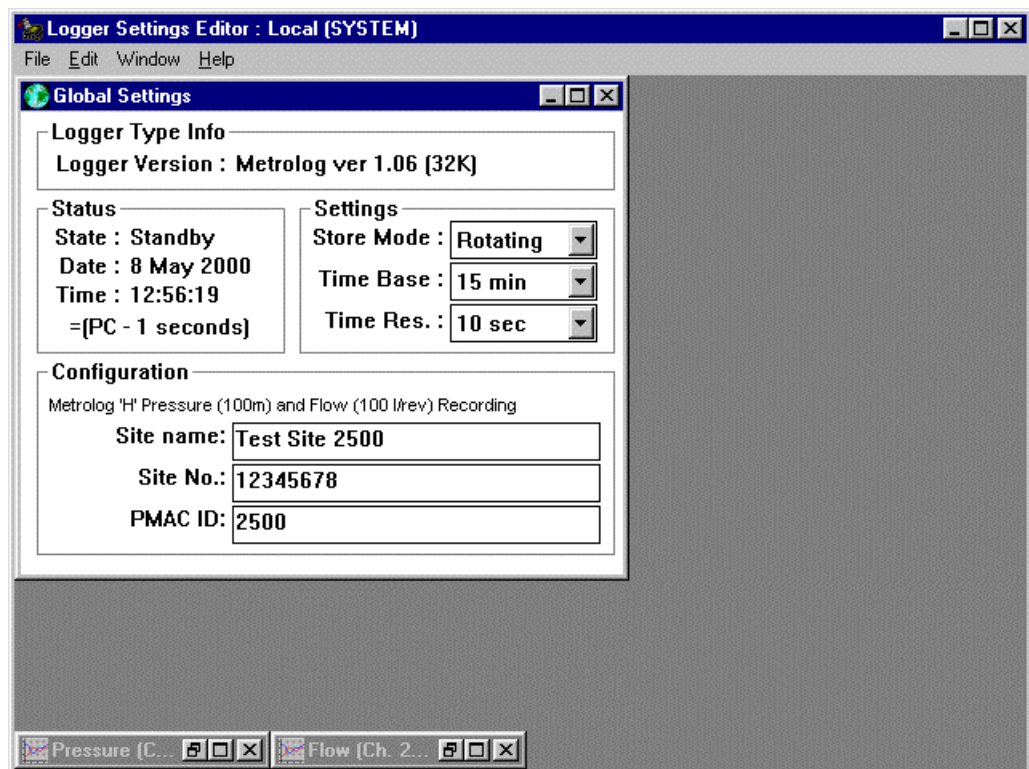 Logger Settings Editor : Local (SYSTEM)
File Edit Window Help
Global Settings
Logger Type Info
Logger Version : Metrolog ver 1.06 (32K)
Status
State : Standby
Date : 8 May 2000
Time : 12:56:19
=(PC - 1 seconds)
Settings
Store Mode : Rotating
Time Base : 15 min
Time Res. : 10 sec
Configuration
Metrolog 'H' Pressure (100m) and Flow (100 l/rev) Recording
Site name: Test Site 2500
Site No.: 12345678
PMAC ID: 2500
Pressure (C... Flow (Ch. 2...